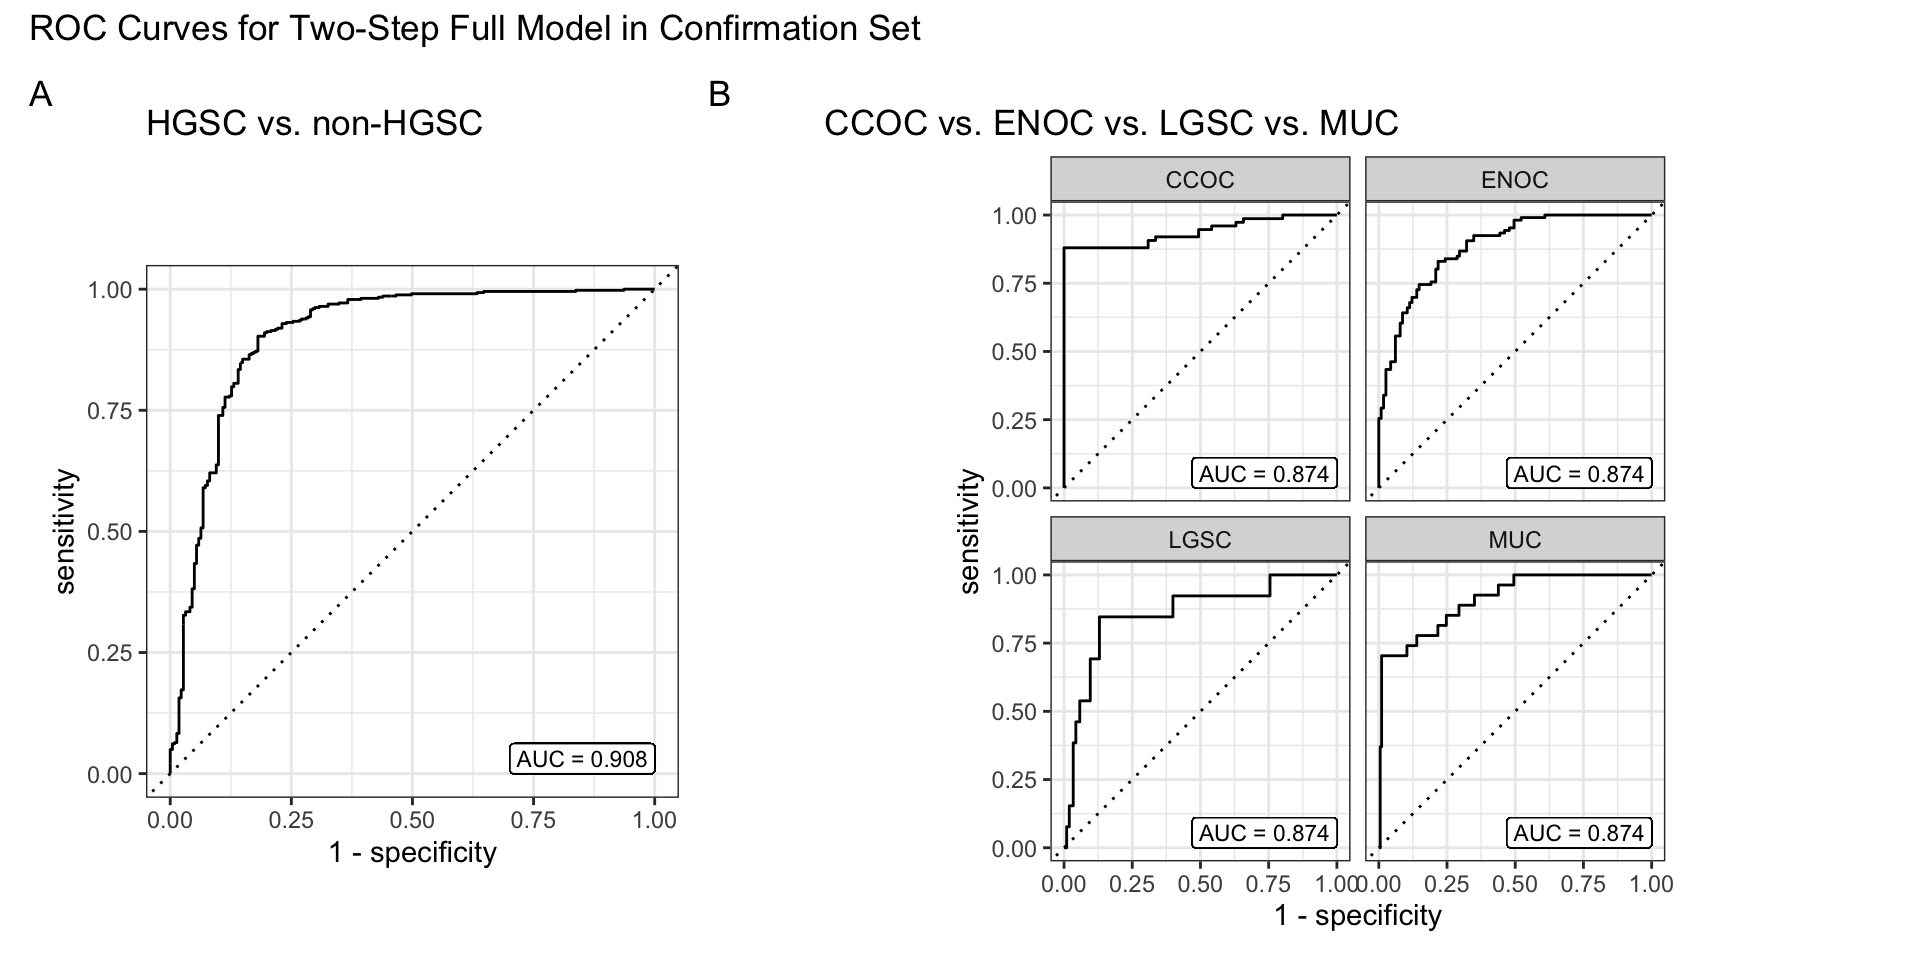 ROC Curves for Two-Step Full Model in Confirmation Set
A
HGSC vs. non-HGSC
sensitivity
1.00
0.75
0.50
0.25
0.00
AUC = 0.908
0.00 0.25 0.50 0.75 1.00
1 - specificity
B
CCOC vs. ENOC vs. LGSC vs. MUC
sensitivity
CCOC
ENOC
1.00
0.75
0.50
0.25
0.00
AUC = 0.874
AUC = 0.874
LGSC
MUC
1.00
0.75
0.50
0.25
0.00
AUC = 0.874
AUC = 0.874
0.00 0.25 0.50 0.75 1.00
0.00 0.25 0.50 0.75 1.00
1 - specificity